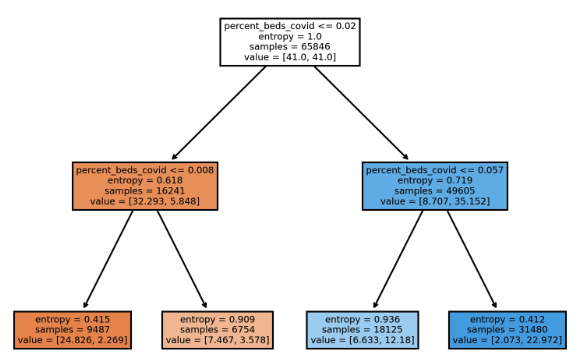 percent_beds_covid <= 0.02
entropy = 1.0
samples = 65846
value = [41.0, 41.0]
percent_beds_covid <= 0.008
entropy = 0.618
samples = 16241
value = [32.293, 5.848]
percent_beds_covid <= 0.057
entropy = 0.719
samples = 49605
value = [8.707, 35.152]
entropy = 0.415
samples = 9487
value = [24.826, 2.269]
entropy = 0.909
samples = 6754
value = [7.467, 3.578]
entropy = 0.936
samples = 18125
value = [6.633, 12.18]
entropy = 0.412
samples = 31480
value = [2.073, 22.972]